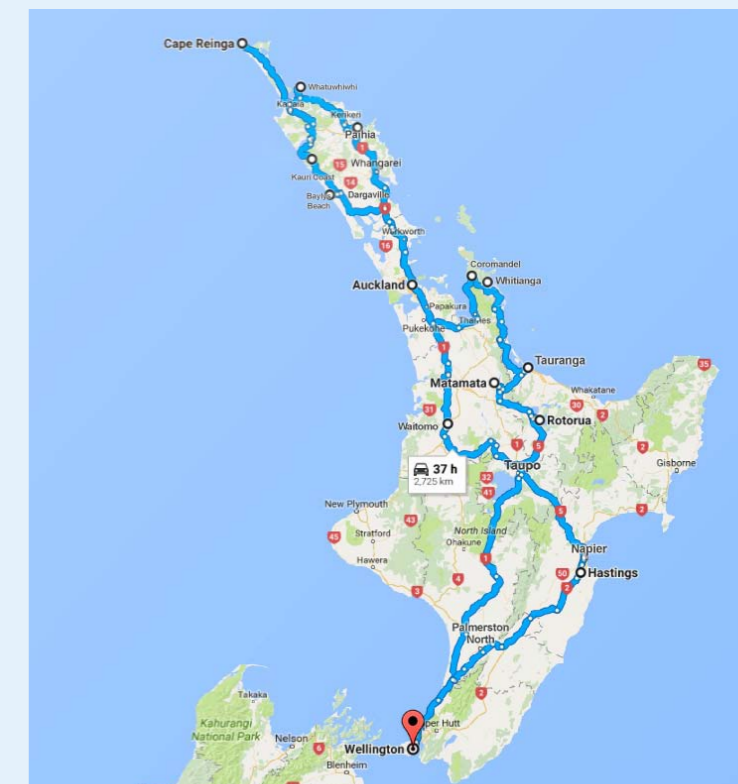 Cape Reinga
Whatuwhiwhi
Kaitaia
Kerikeri
Paihia
1
15
Whangarei
14
Kauri Coast
Baylys
Beach
Dargaville
Warkworth
16
Coromandel
Whitianga
Auckland
Papakura
Thames
Pukekohe
1
Tauranga
35
Matamata
Whakatane
30
2
31
Rotorua
Waitomo
1
5
2
37 h
2,725 km
Taupo
32
41
Gisborne
New Plymouth
43
5
2
North Island
45
Stratford
Ohakune
Napier
Hawera
1
50
Hastings
4
2
3
Palmerston
North
2
Takaka
per Hutt
Kahurangi
National Park
Nelson
6
Wellington
Blenheim